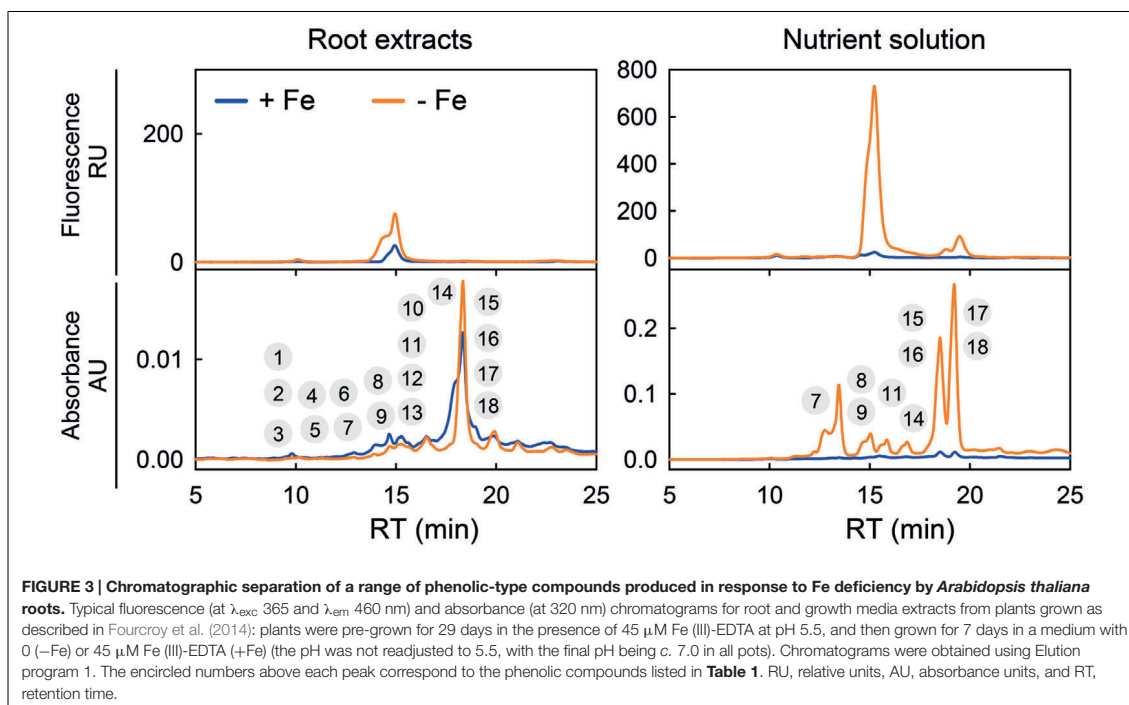 Root extracts
Nutrient solution
Fluorescence
RU
200
0
+ Fe
- Fe
800
600
400
200
0
Absorbance
AU
0.01
0.00
1
2
3
4
5
6
7
8
9
10
11
12
13
14
15
16
17
18
0.2
0.1
0.0
7
8
9
11
14
15
16
17
18
5 10 15 20 25
RT (min)
5 10 15 20 25
RT (min)
FIGURE 3 | Chromatographic separation of a range of phenolic-type compounds produced in response to Fe deficiency by Arabidopsis thaliana
roots. Typical fluorescence (at λexc 365 and λem 460 nm) and absorbance (at 320 nm) chromatograms for root and growth media extracts from plants grown as
described in Fourcroy et al. (2014): plants were pre-grown for 29 days in the presence of 45 μM Fe (III)-EDTA at pH 5.5, and then grown for 7 days in a medium with
0 (−Fe) or 45 μM Fe (III)-EDTA (+Fe) (the pH was not readjusted to 5.5, with the final pH being c. 7.0 in all pots). Chromatograms were obtained using Elution
program 1. The encircled numbers above each peak correspond to the phenolic compounds listed in Table 1. RU, relative units, AU, absorbance units, and RT,
retention time.